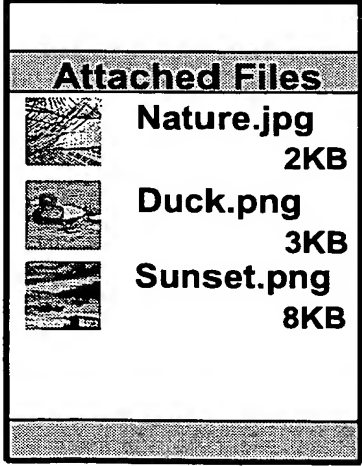 Attached Files
Nature.jpg
2KB
Duck.png
3KB
Sunset.png
8KB